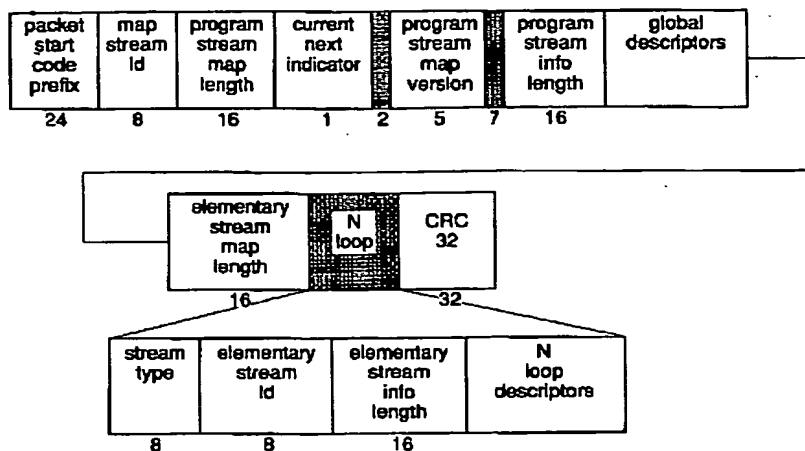 packet start code prefix
map stream id
program stream map length
current next indicator
program stream map version
program stream info length
global descriptors
24 8 16 1 2 5 7 16
elementary stream map length
N loop
CRC 32
16 32
stream type
elementary stream id
elementary stream info length
N loop descriptors
8 8 16